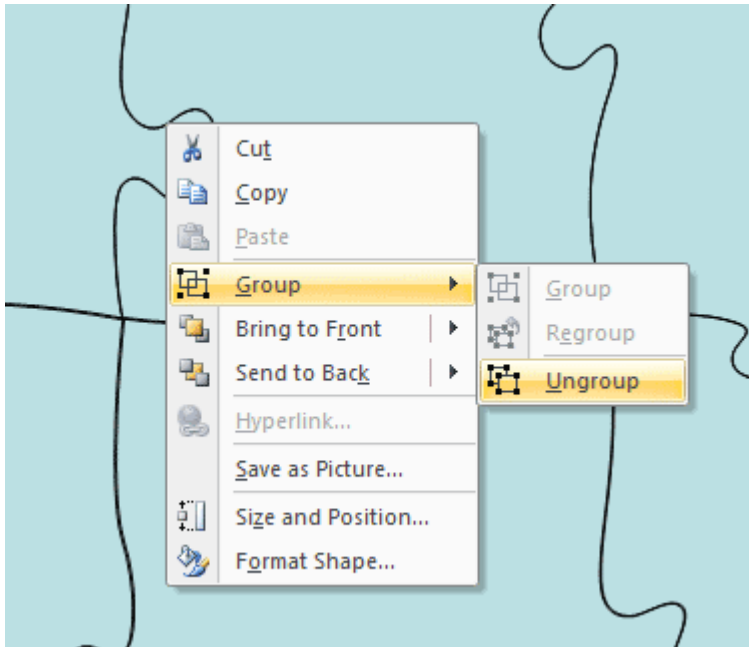 Cut
Copy
Paste
Group
Bring to Front
Send to Back
Hyperlink...
Save as Picture...
Size and Position...
Format Shape...
Group
Regroup
Ungroup